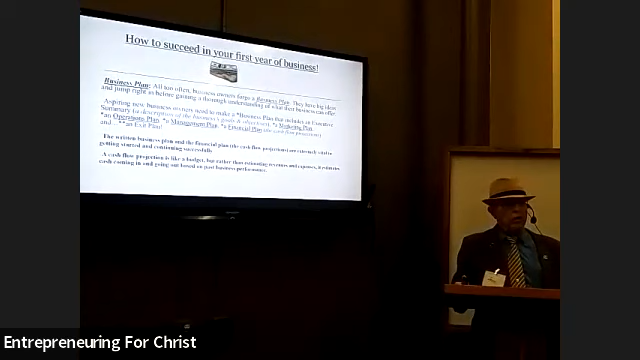 How to succeed in your first year of business!
Business Plan: All too often, business owners forgo a Business Plan. They have big ideas
and jump right in before gaining a thorough understanding of what their business can offer.
Aspiring new business owners need to make a *Business Plan that includes an Executive
Summary (a description of the business's goals & objectives), *a Marketing Plan,
*an Operations Plan, *a Management Plan, *a Financial Plan (the cash flow projections)
and **an Exit Plan!
The written business plan and the financial plan (the cash flow projections) are extremely vital to
getting started and continuing successfully.
A cash flow projection is like a budget, but rather than estimating revenues and expenses, it estimates
cash coming in and going out based on past business performance.
Entrepreneuring For Christ